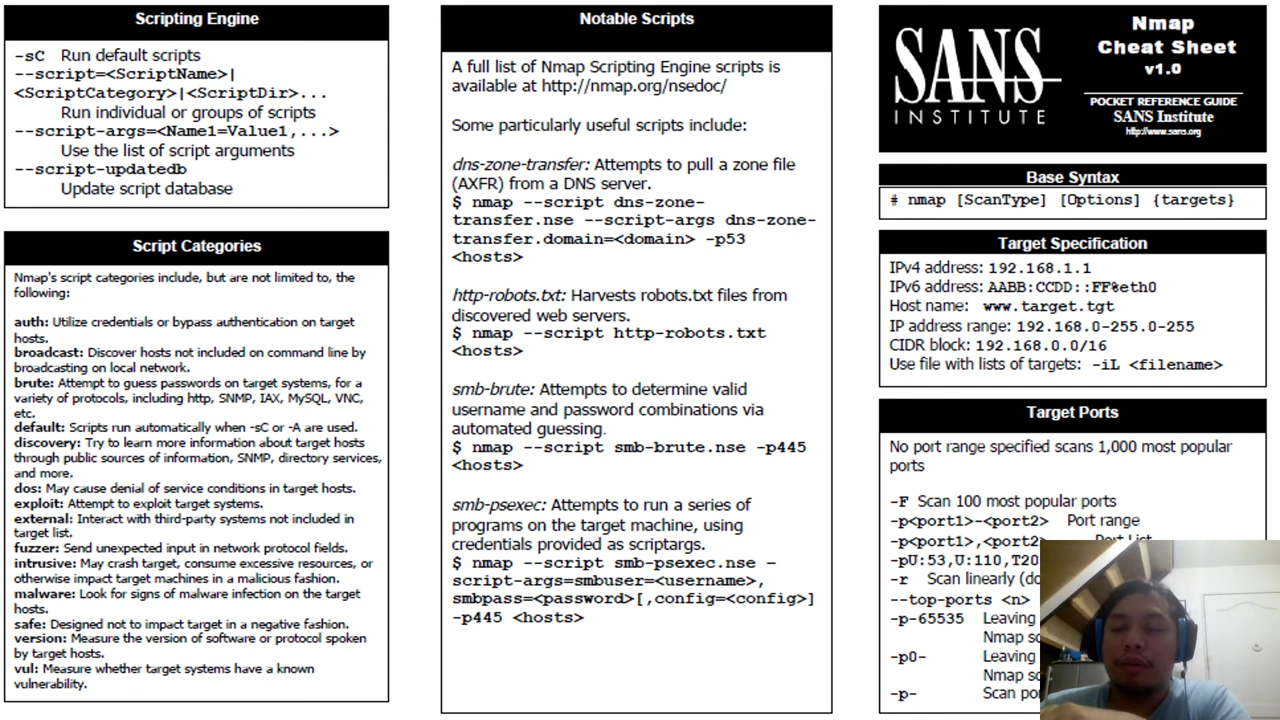 Scripting Engine
-sC Run default scripts
--script=<ScriptName>|
<ScriptCategory>|<ScriptDir>...
Run individual or groups of scripts
--script-args=<Name1=Value1,...>
Use the list of script arguments
--script-updatedb
Update script database
Script Categories
Nmap's script categories include, but are not limited to, the
following:
auth: Utilize credentials or bypass authentication on target
hosts.
broadcast: Discover hosts not included on command line by
broadcasting on local network.
brute: Attempt to guess passwords on target systems, for a
variety of protocols, including http, SNMP, IAX, MySQL, VNC,
etc.
default: Scripts run automatically when -sC or -A are used.
discovery: Try to learn more information about target hosts
through public sources of information, SNMP, directory services,
and more.
dos: May cause denial of service conditions in target hosts.
exploit: Attempt to exploit target systems.
external: Interact with third-party systems not included in
target list.
fuzzer: Send unexpected input in network protocol fields.
intrusive: May crash target, consume excessive resources, or
otherwise impact target machines in a malicious fashion.
malware: Look for signs of malware infection on the target
hosts.
safe: Designed not to impact target in a negative fashion.
version: Measure the version of software or protocol spoken
by target hosts.
vul: Measure whether target systems have a known
vulnerability.
Notable Scripts
A full list of Nmap Scripting Engine scripts is
available at http://nmap.org/nsedoc/
Some particularly useful scripts include:
dns-zone-transfer: Attempts to pull a zone file
(AXFR) from a DNS server.
$ nmap --script dns-zone-
transfer.nse --script-args dns-zone-
transfer.domain=<domain> -p53
<hosts>
http-robots.txt: Harvests robots.txt files from
discovered web servers.
$ nmap --script http-robots.txt
<hosts>
smb-brute: Attempts to determine valid
username and password combinations via
automated guessing.
$ nmap --script smb-brute.nse -p445
<hosts>
smb-psexec: Attempts to run a series of
programs on the target machine, using
credentials provided as scriptargs.
$ nmap --script smb-psexec.nse –
script-args=smbuser=<username>,
smbpass=<password>[,config=<config>]
-p445 <hosts>
SANS
INSTITUTE
Nmap
Cheat Sheet
v1.0
POCKET REFERENCE GUIDE
SANS Institute
http://www.sans.org
Base Syntax
# nmap [ScanType] [Options] {targets}
Target Specification
IPv4 address: 192.168.1.1
IPv6 address: AABB:CCDD::FF%eth0
Host name: www.target.tgt
IP address range: 192.168.0-255.0-255
CIDR block: 192.168.0.0/16
Use file with lists of targets: -iL <filename>
Target Ports
No port range specified scans 1,000 most popular
ports
-F Scan 100 most popular ports
-p<port1>-<port2> Port range
-p<port1>,<port2> Port List
-pU:53,U:110,T20
-r Scan linearly (do
--top-ports <n>
-p-65535 Leaving
Nmap sc
-p0- Leaving
Nmap sc
-p- Scan por